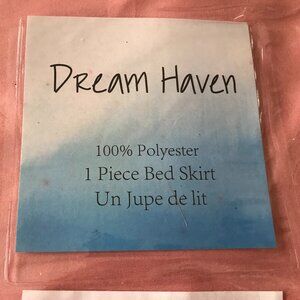 Dream Haven
100% Polyester
1 Piece Bed Skirt
Un Jupe de lit